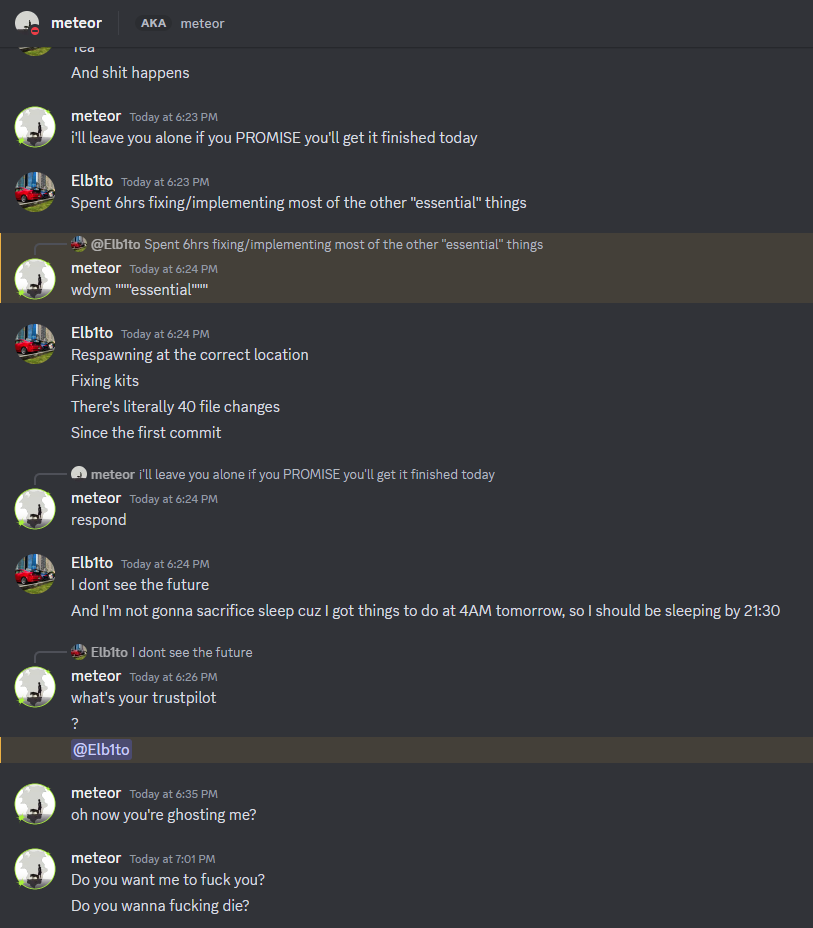 meteor AKA meteor
Yea
And shit happens
meteor Today at 6:23 PM
i'll leave you alone if you PROMISE you'll get it finished today
Elb1to Today at 6:23 PM
Spent 6hrs fixing/implementing most of the other "essential" things
@Elb1to Spent 6hrs fixing/implementing most of the other "essential" things
meteor Today at 6:24 PM
wdym """essential"""
Elb1to Today at 6:24 PM
Respawning at the correct location
Fixing kits
There's literally 40 file changes
Since the first commit
meteor i'll leave you alone if you PROMISE you'll get it finished today
meteor Today at 6:24 PM
respond
Elb1to Today at 6:24 PM
I dont see the future
And I'm not gonna sacrifice sleep cuz I got things to do at 4AM tomorrow, so I should be sleeping by 21:30
Elb1to I dont see the future
meteor Today at 6:26 PM
what's your trustpilot
?
@Elb1to
meteor Today at 6:35 PM
oh now you're ghosting me?
meteor Today at 7:01 PM
Do you want me to fuck you?
Do you wanna fucking die?